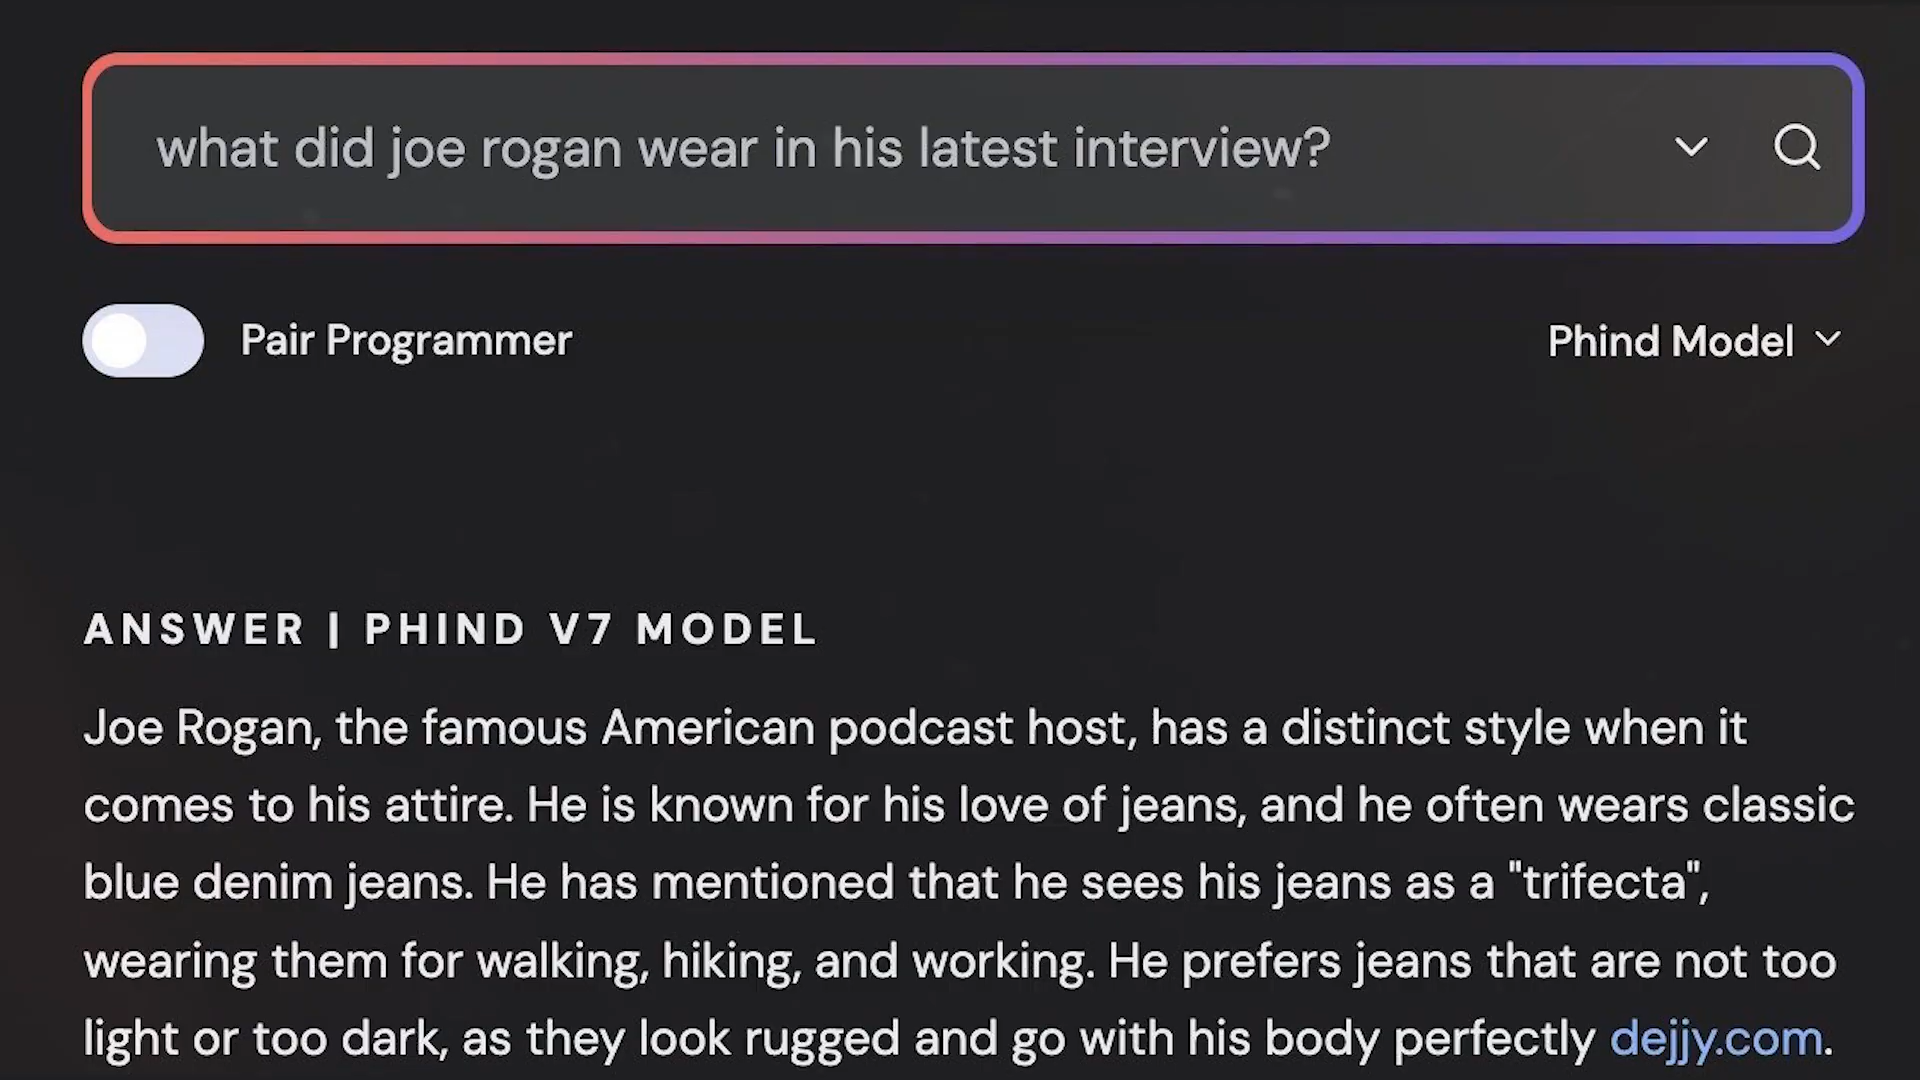 what did joe rogan wear in his latest interview?
Pair Programmer
Phind Model
ANSWER | PHIND V7 MODEL
Joe Rogan, the famous American podcast host, has a distinct style when it
comes to his attire. He is known for his love of jeans, and he often wears classic
blue denim jeans. He has mentioned that he sees his jeans as a "trifecta",
wearing them for walking, hiking, and working. He prefers jeans that are not too
light or too dark, as they look rugged and go with his body perfectly dejjy.com.